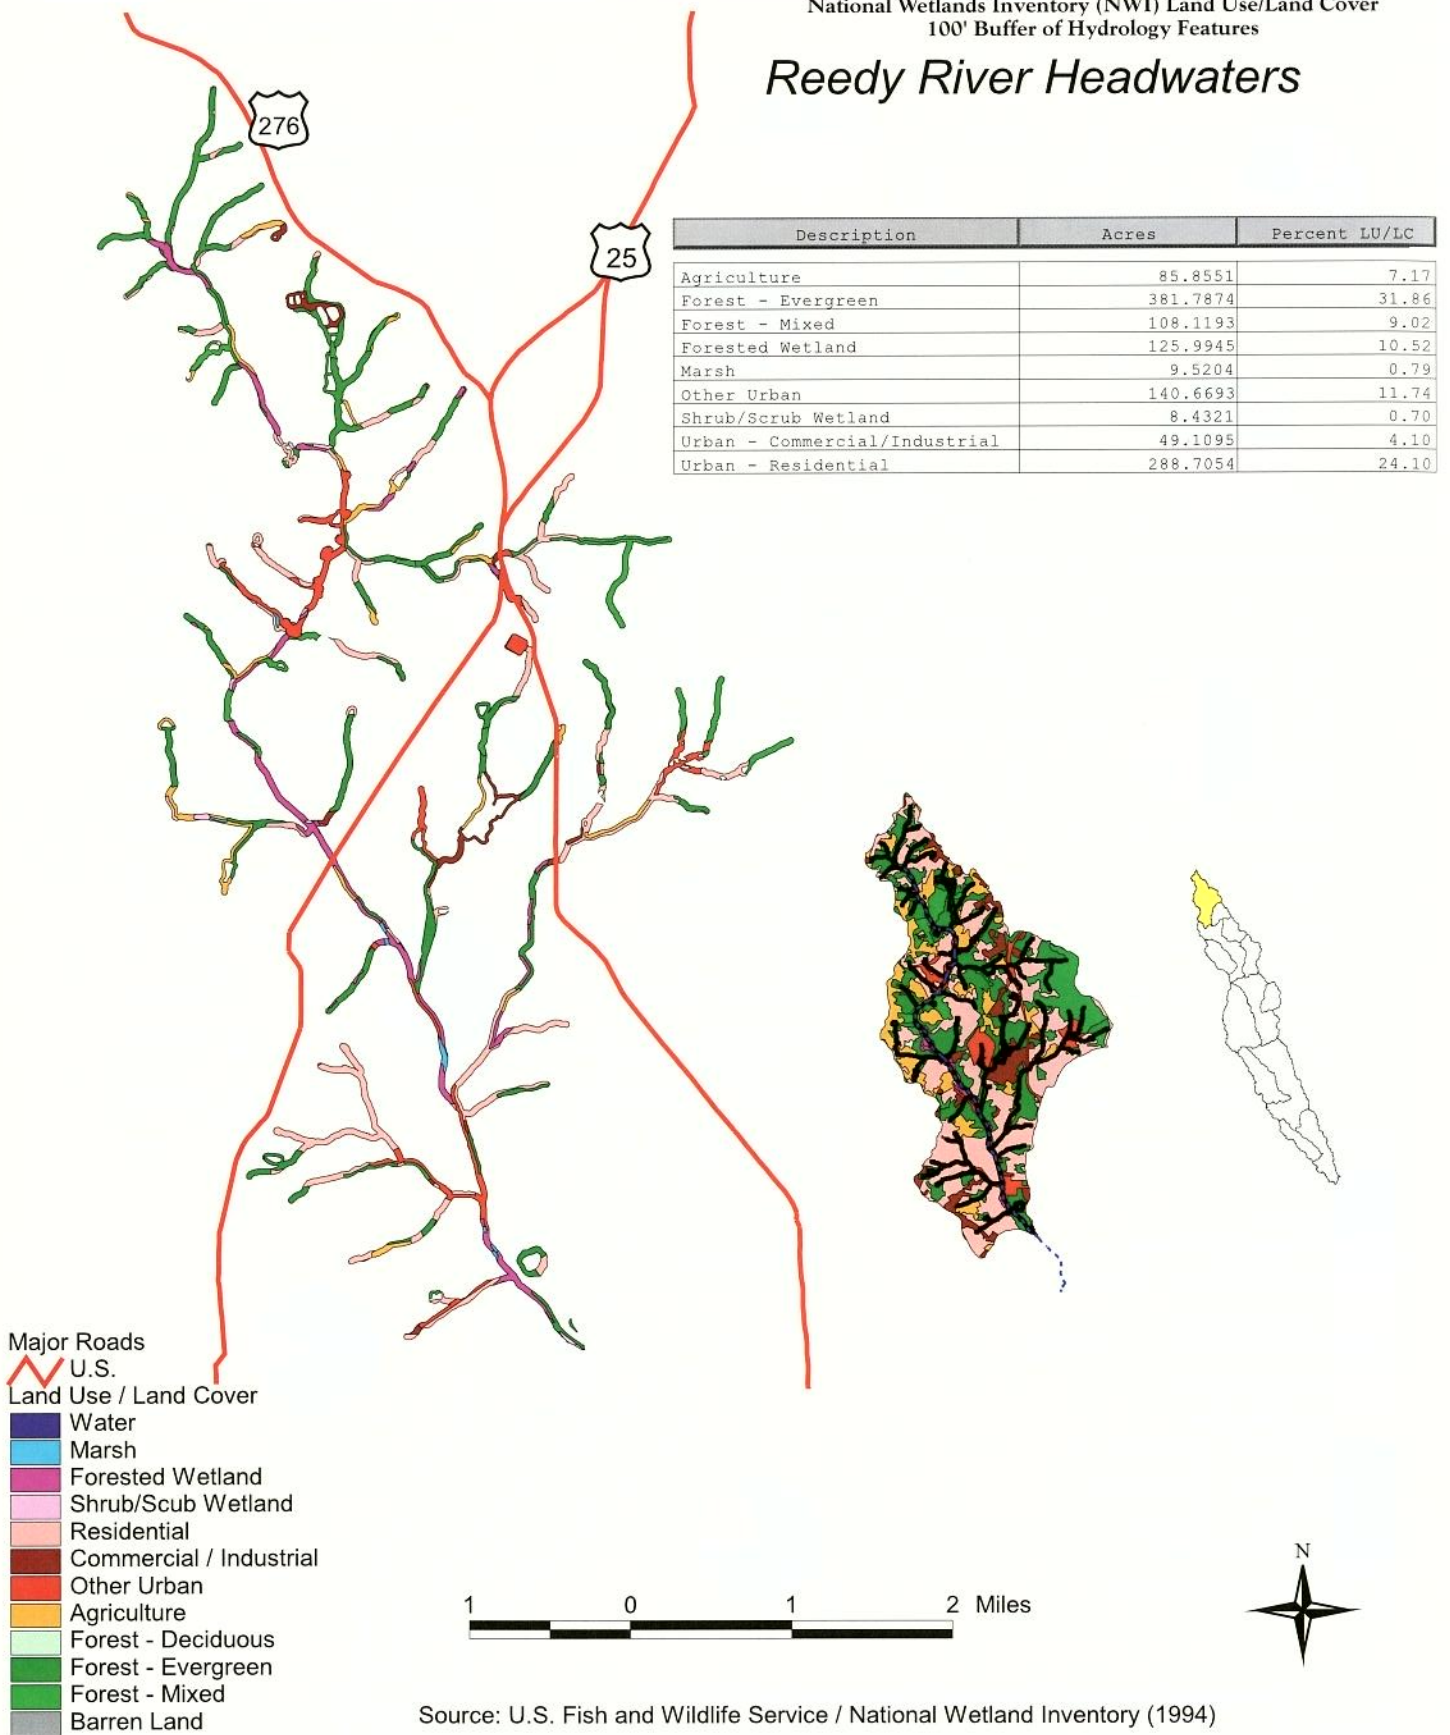 National Wetlands Inventory (NWI) Land Use/Land Cover
100' Buffer of Hydrology Features
Reedy River Headwaters
276
25
Description Acres Percent LU/LC
Agriculture 85.8551 7.17
Forest - Evergreen 381.7874 31.86
Forest - Mixed 108.1193 9.02
Forested Wetland 125.9945 10.52
Marsh 9.5204 0.79
Other Urban 140.6693 11.74
Shrub/Scrub Wetland 8.4321 0.70
Urban - Commercial/Industrial 49.1095 4.10
Urban - Residential 288.7054 24.10
Major Roads
U.S.
Land Use / Land Cover
Water
Marsh
Forested Wetland
Shrub/Scub Wetland
Residential
Commercial / Industrial
Other Urban
Agriculture
Forest - Deciduous
Forest - Evergreen
Forest - Mixed
Barren Land
1 0 1 2 Miles
N
Source: U.S. Fish and Wildlife Service / National Wetland Inventory (1994)